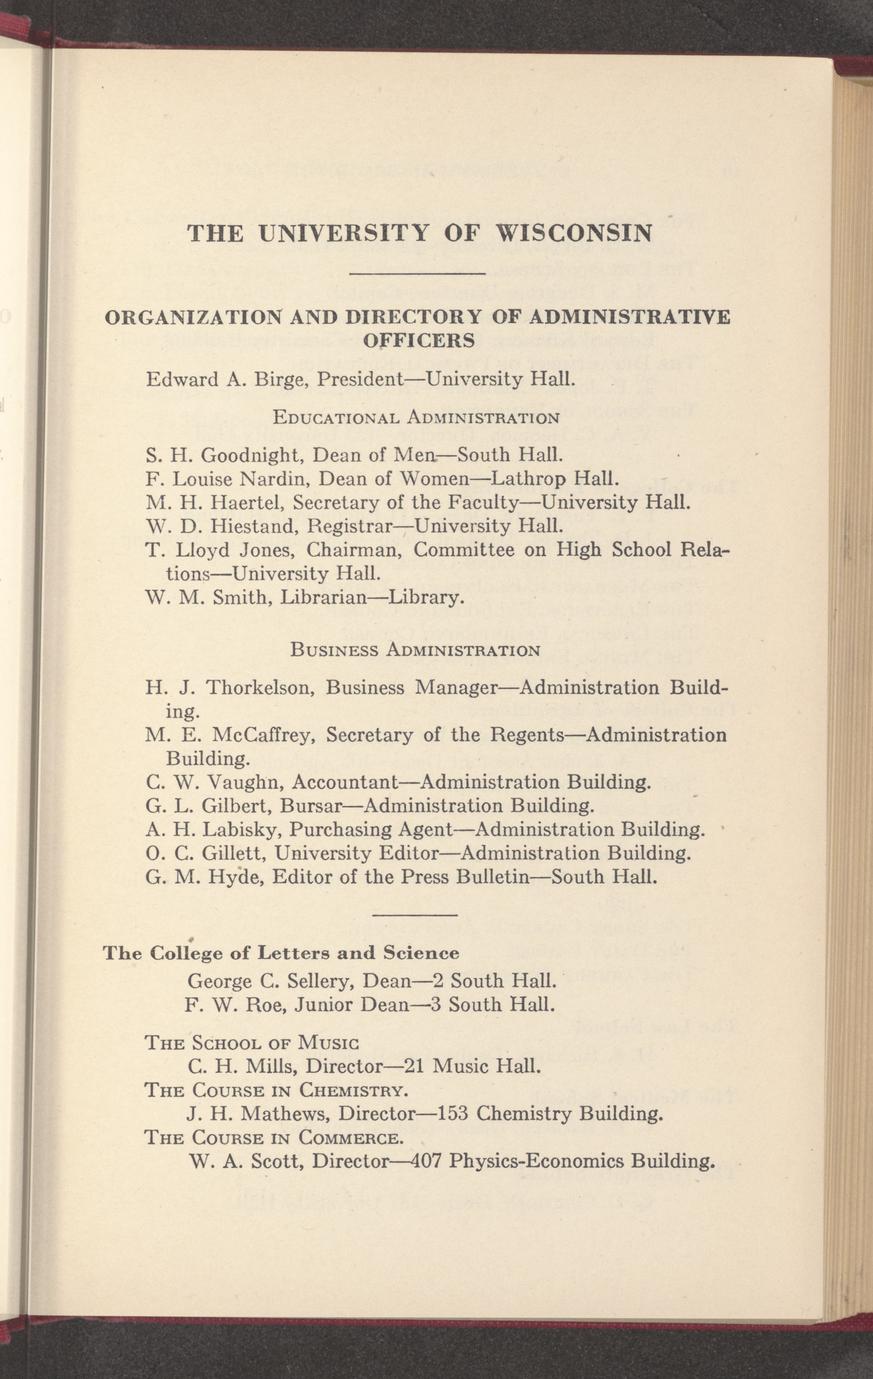 THE UNIVERSITY OF WISCONSIN
ORGANIZATION AND DIRECTORY OF ADMINISTRATIVE
OFFICERS
Edward A. Birge, President—University Hall.
EDUCATIONAL ADMINISTRATION
S. H. Goodnight, Dean of Men—South Hall.
F. Louise Nardin, Dean of Women—Lathrop Hall.
M. H. Haertel, Secretary of the Faculty—University Hall.
W. D. Hiestand, Registrar—University Hall.
T. Lloyd Jones, Chairman, Committee on High School Rela-
tions—University Hall.
W. M. Smith, Librarian—Library.
BUSINESS ADMINISTRATION
H. J. Thorkelson, Business Manager—Administration Build-
ing.
M. E. McCaffrey, Secretary of the Regents—Administration
Building.
C. W. Vaughn, Accountant—Administration Building.
G. L. Gilbert, Bursar—Administration Building.
A. H. Labisky, Purchasing Agent—Administration Building.
O. C. Gillett, University Editor—Administration Building.
G. M. Hyde, Editor of the Press Bulletin—South Hall.
The College of Letters and Science
George C. Sellery, Dean—2 South Hall.
F. W. Roe, Junior Dean—3 South Hall.
THE SCHOOL OF MUSIC
C. H. Mills, Director—21 Music Hall.
THE COURSE IN CHEMISTRY.
J. H. Mathews, Director—153 Chemistry Building.
THE COURSE IN COMMERCE.
W. A. Scott, Director—407 Physics-Economics Building.